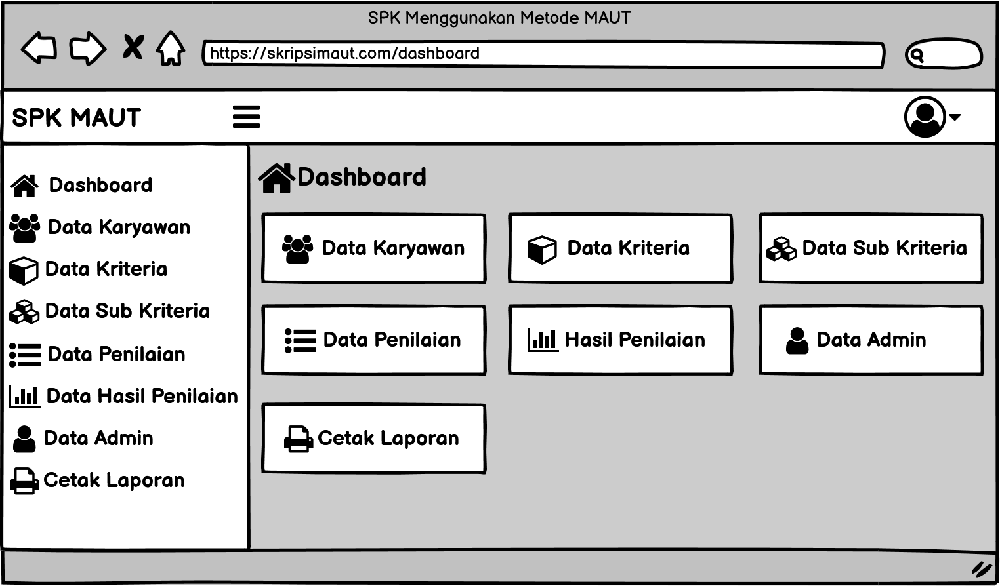 SPK Menggunakan Metode MAUT
https://skripsimaut.com/dashboard
SPK MAUT
Dashboard
Data Karyawan
Data Kriteria
Data Sub Kriteria
Data Penilaian
Data Hasil Penilaian
Data Admin
Cetak Laporan
Dashboard
Data Karyawan
Data Kriteria
Data Sub Kriteria
Data Penilaian
Hasil Penilaian
Data Admin
Cetak Laporan